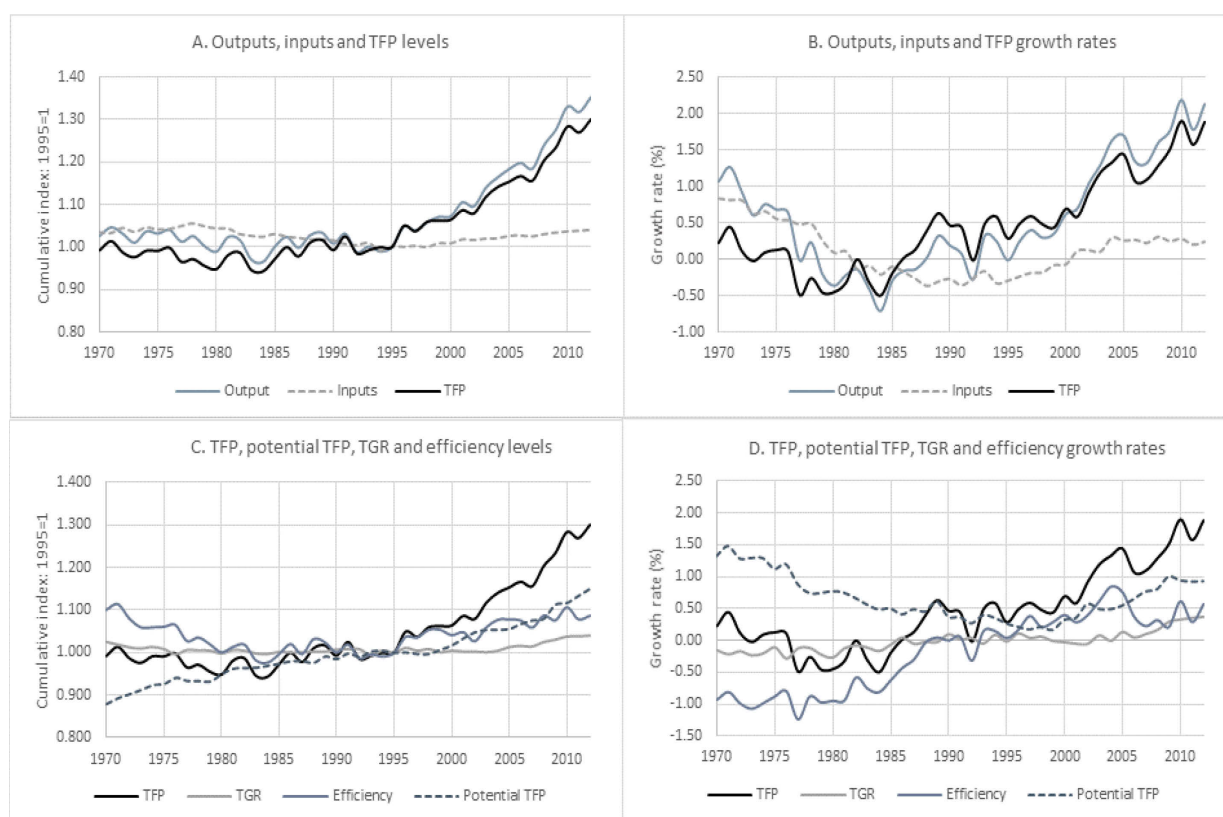 A. Outputs, inputs and TFP levels
Cumulative index: 1995=1
1.40
1.30
1.20
1.10
1.00
0.90
0.80
1970 1975 1980 1985 1990 1995 2000 2005 2010
Output Inputs TFP
B. Outputs, inputs and TFP growth rates
Growth rate (%)
2.50
2.00
1.50
1.00
0.50
0.00
-0.50
-1.00
1970 1975 1980 1985 1990 1995 2000 2005 2010
Output Inputs TFP
C. TFP, potential TFP, TGR and efficiency levels
Cumulative index: 1995=1
1.400
1.300
1.200
1.100
1.000
0.900
0.800
1970 1975 1980 1985 1990 1995 2000 2005 2010
TFP TGR Efficiency Potential TFP
D. TFP, potential TFP, TGR and efficiency growth rates
Growth rate (%)
2.50
2.00
1.50
1.00
0.50
0.00
-0.50
-1.00
-1.50
1970 1975 1980 1985 1990 1995 2000 2005 2010
TFP TGR Efficiency Potential TFP